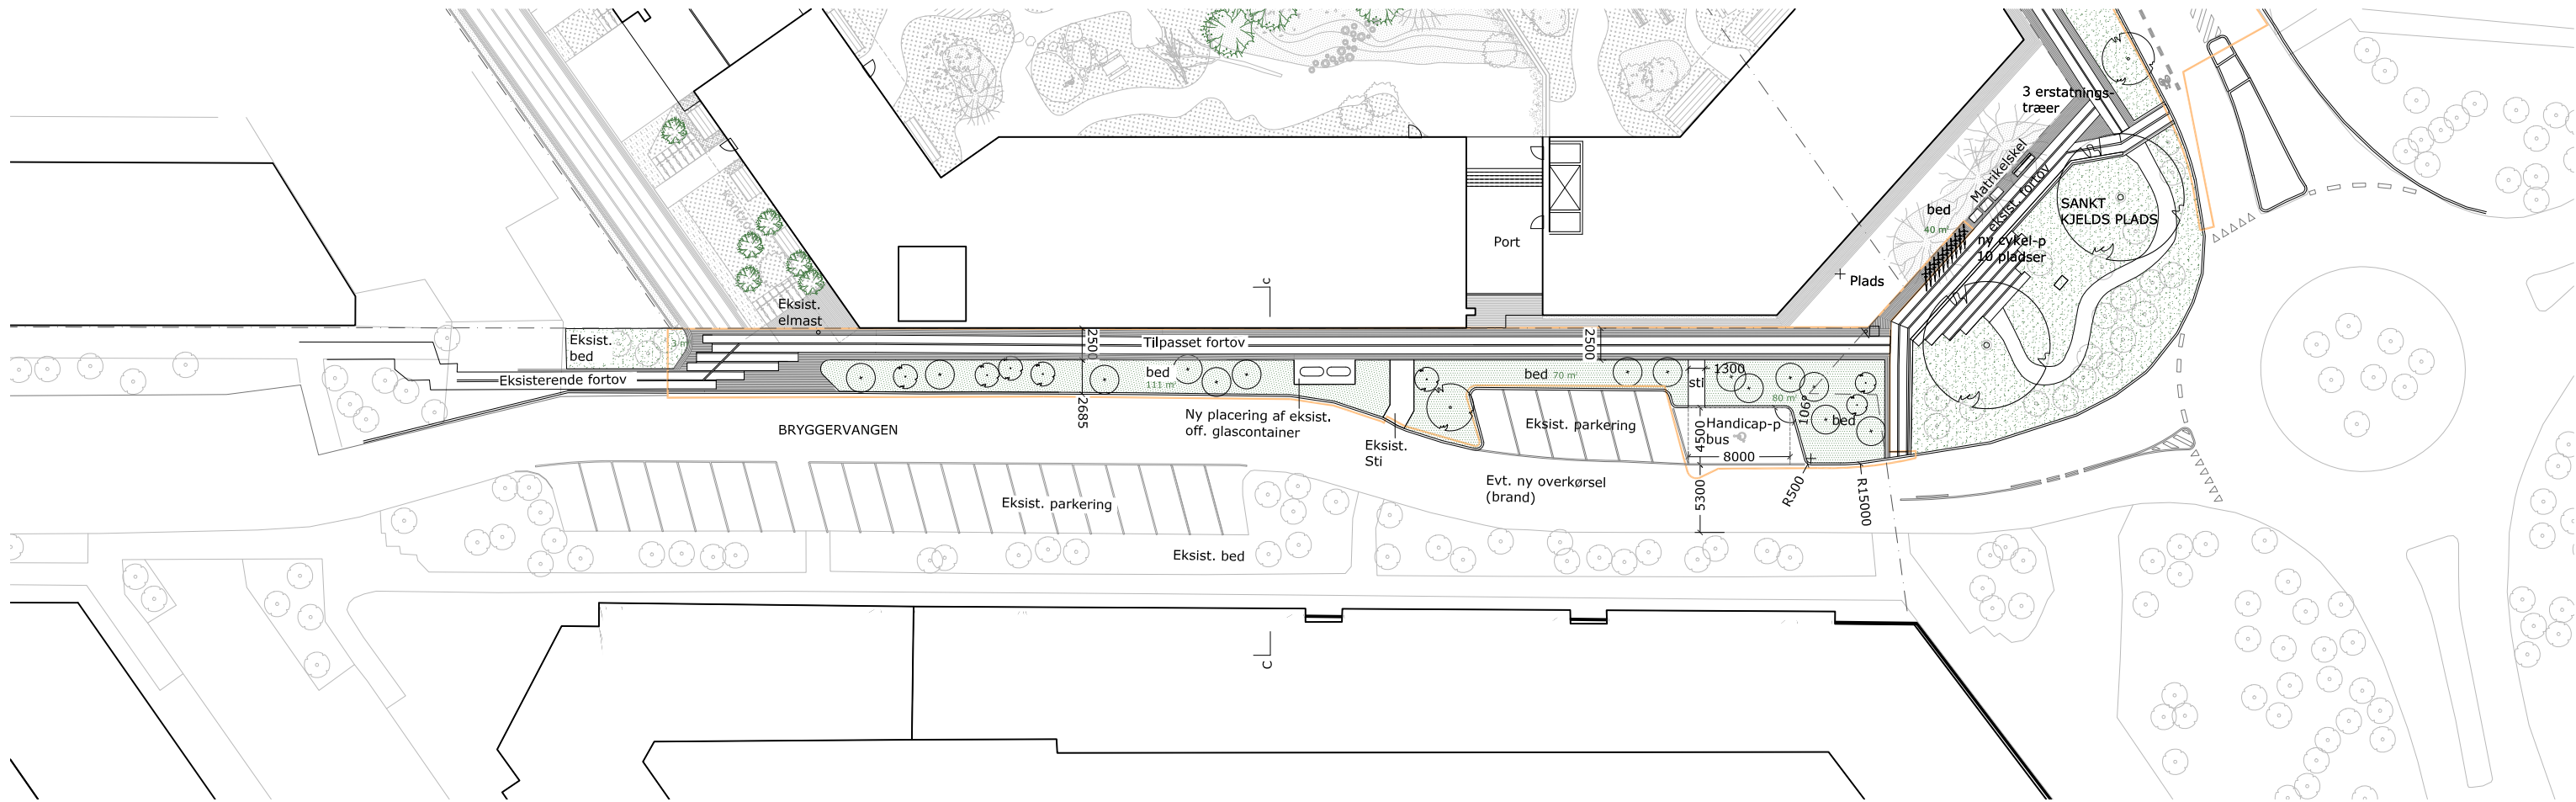 3 erstatnings-
træer
Matrikelskel
eksist. fortov
bed
40 m²
SANKT
KJELDS PLADS
ny cykel-p
10 pladser
Port
Plads
c
Eksist.
elmast
Eksist.
bed
3 m²
2500
Tilpasset fortov
2500
Eksisterende fortov
bed
111 m²
bed 70 m²
1300
sti
80 m²
106°
bed
2685
Ny placering af eksist.
off. glascontainer
BRYGGERVANGEN
Eksist.
Sti
Eksist. parkering
Handicap-p
bus
4500
8000
Evt. ny overkørsel
(brand)
5300
R500
R15000
Eksist. parkering
Eksist. bed
C